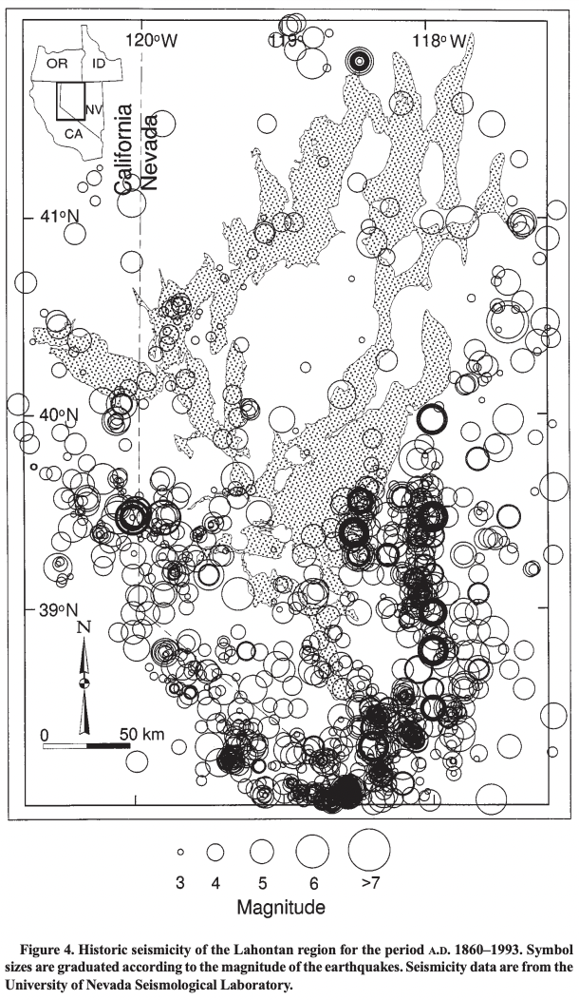 120°W
119°
118°W
OR
ID
NV
CA
California
Nevada
41°N
40°N
39°N
N
0
50 km
3
4
5
6
>7
Magnitude
Figure 4. Historic seismicity of the Lahontan region for the period A.D. 1860–1993. Symbol
sizes are graduated according to the magnitude of the earthquakes. Seismicity data are from the
University of Nevada Seismological Laboratory.